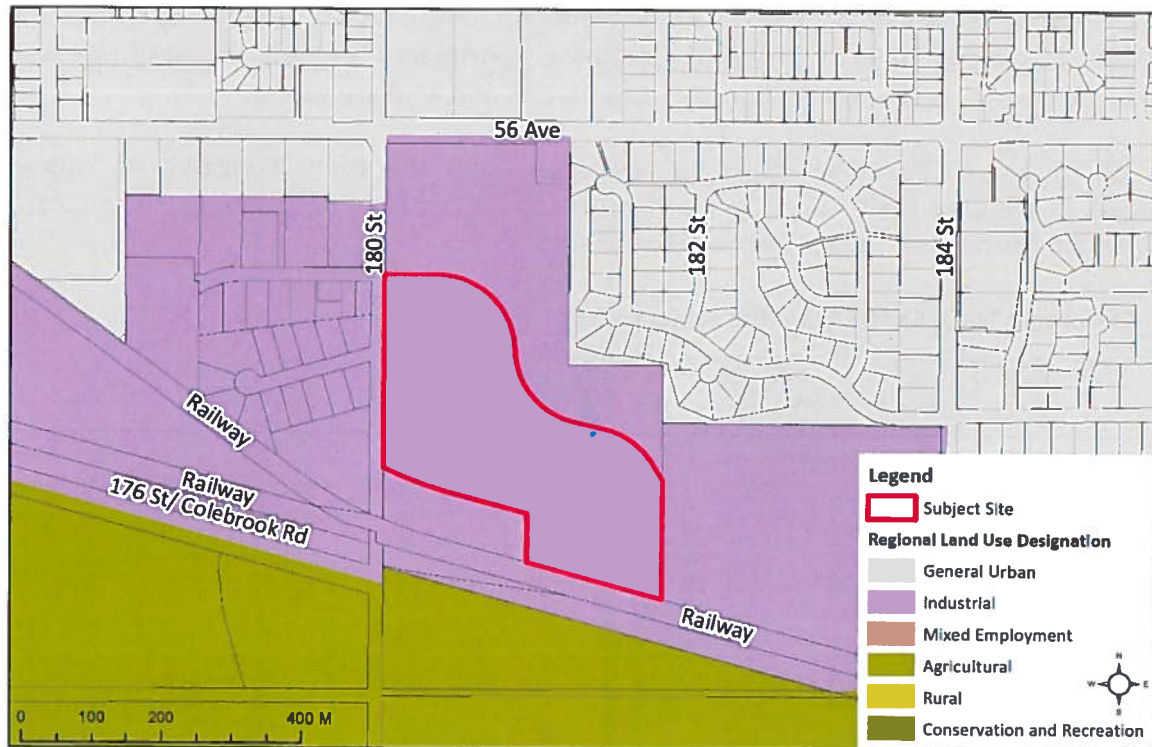 56 Ave
180 St
182 St
184 St
Railway
Railway
176 St/ Colebrook Rd
Railway
Legend
Subject Site
Regional Land Use Designation
General Urban
Industrial
Mixed Employment
Agricultural
Rural
Conservation and Recreation
N
W E
S
0 100 200 400 M